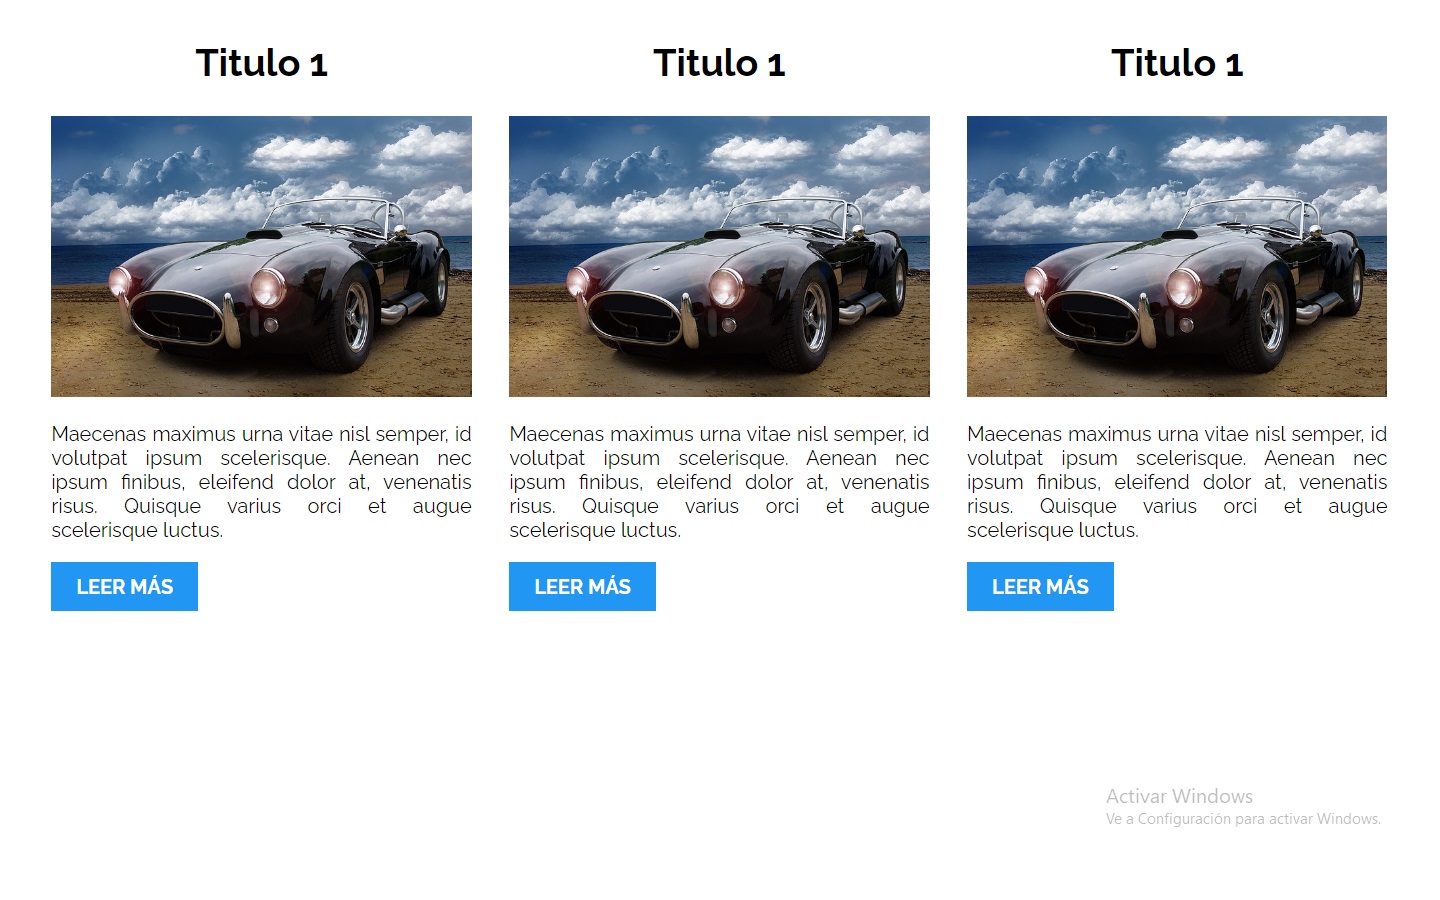 Titulo 1
Titulo 1
Titulo 1
Maecenas maximus urna vitae nisl semper, id
volutpat ipsum scelerisque. Aenean nec
ipsum finibus, eleifend dolor at, venenatis
risus. Quisque varius orci et augue
scelerisque luctus.
LEER MÁS
Maecenas maximus urna vitae nisl semper, id
volutpat ipsum scelerisque. Aenean nec
ipsum finibus, eleifend dolor at, venenatis
risus. Quisque varius orci et augue
scelerisque luctus.
LEER MÁS
Maecenas maximus urna vitae nisl semper, id
volutpat ipsum scelerisque. Aenean nec
ipsum finibus, eleifend dolor at, venenatis
risus. Quisque varius orci et augue
scelerisque luctus.
LEER MÁS
Activar Windows
Ve a Configuración para activar Windows.